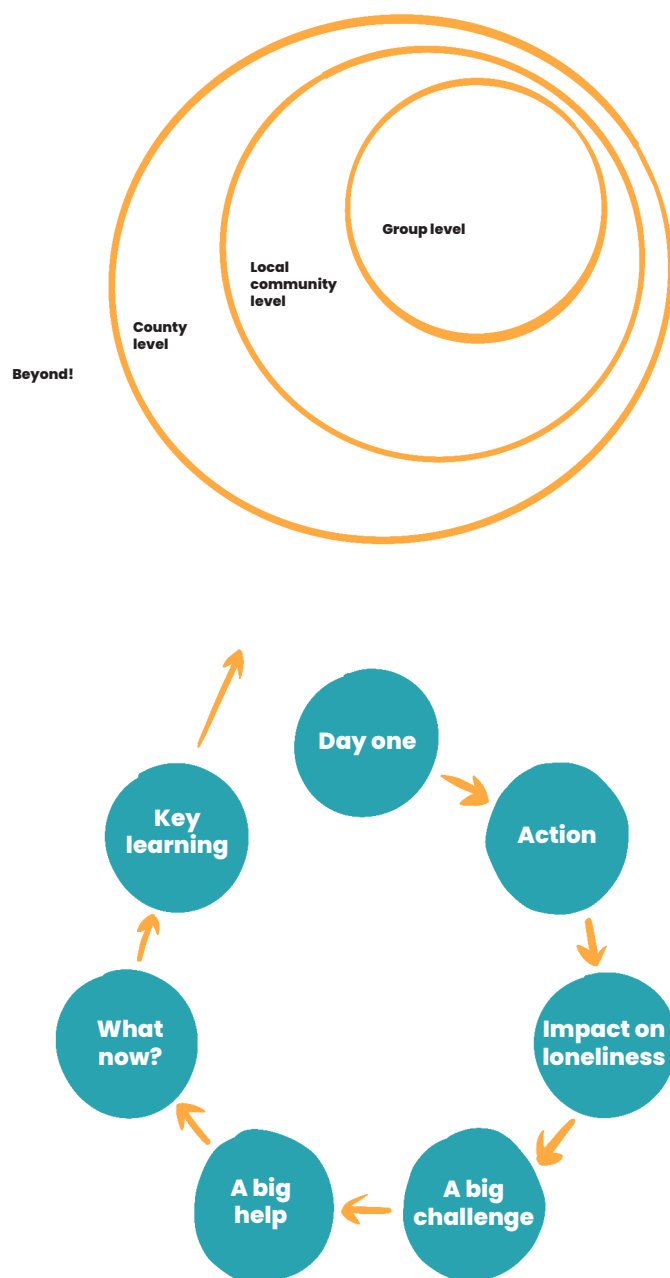 Group level
Local
community
level
County
level
Beyond!
Day one
Action
Impact on
loneliness
A big
challenge
A big
help
What
now?
Key
learning